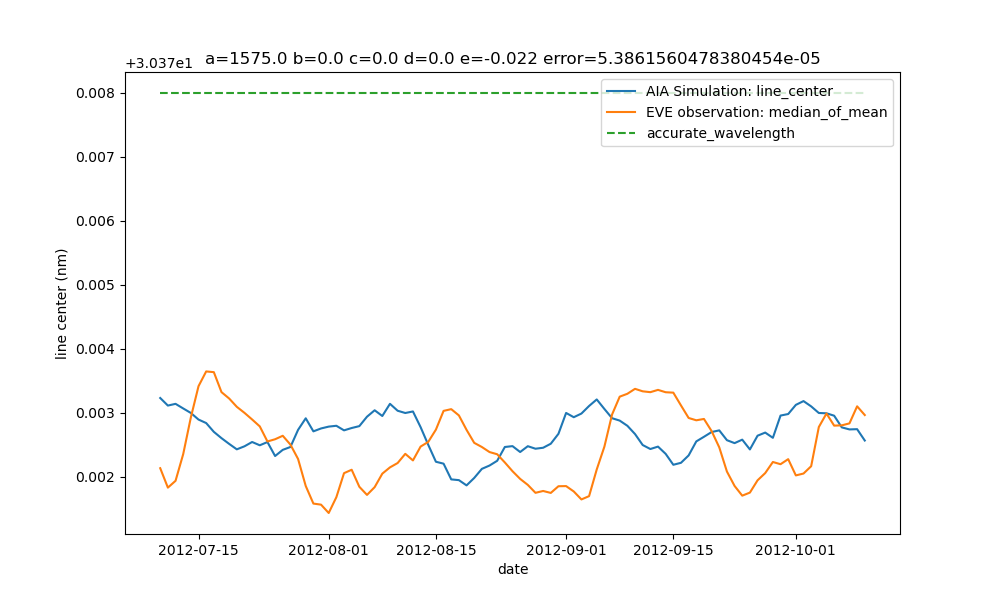 a=1575.0 b=0.0 c=0.0 d=0.0 e=-0.022 error=5.3861560478380454e-05
+3.037e1
0.008
0.007
0.006
0.005
0.004
0.003
0.002
line center (nm)
AIA Simulation: line_center
EVE observation: median_of_mean
accurate_wavelength
2012-07-15
2012-08-01
2012-08-15
2012-09-01
2012-09-15
2012-10-01
date